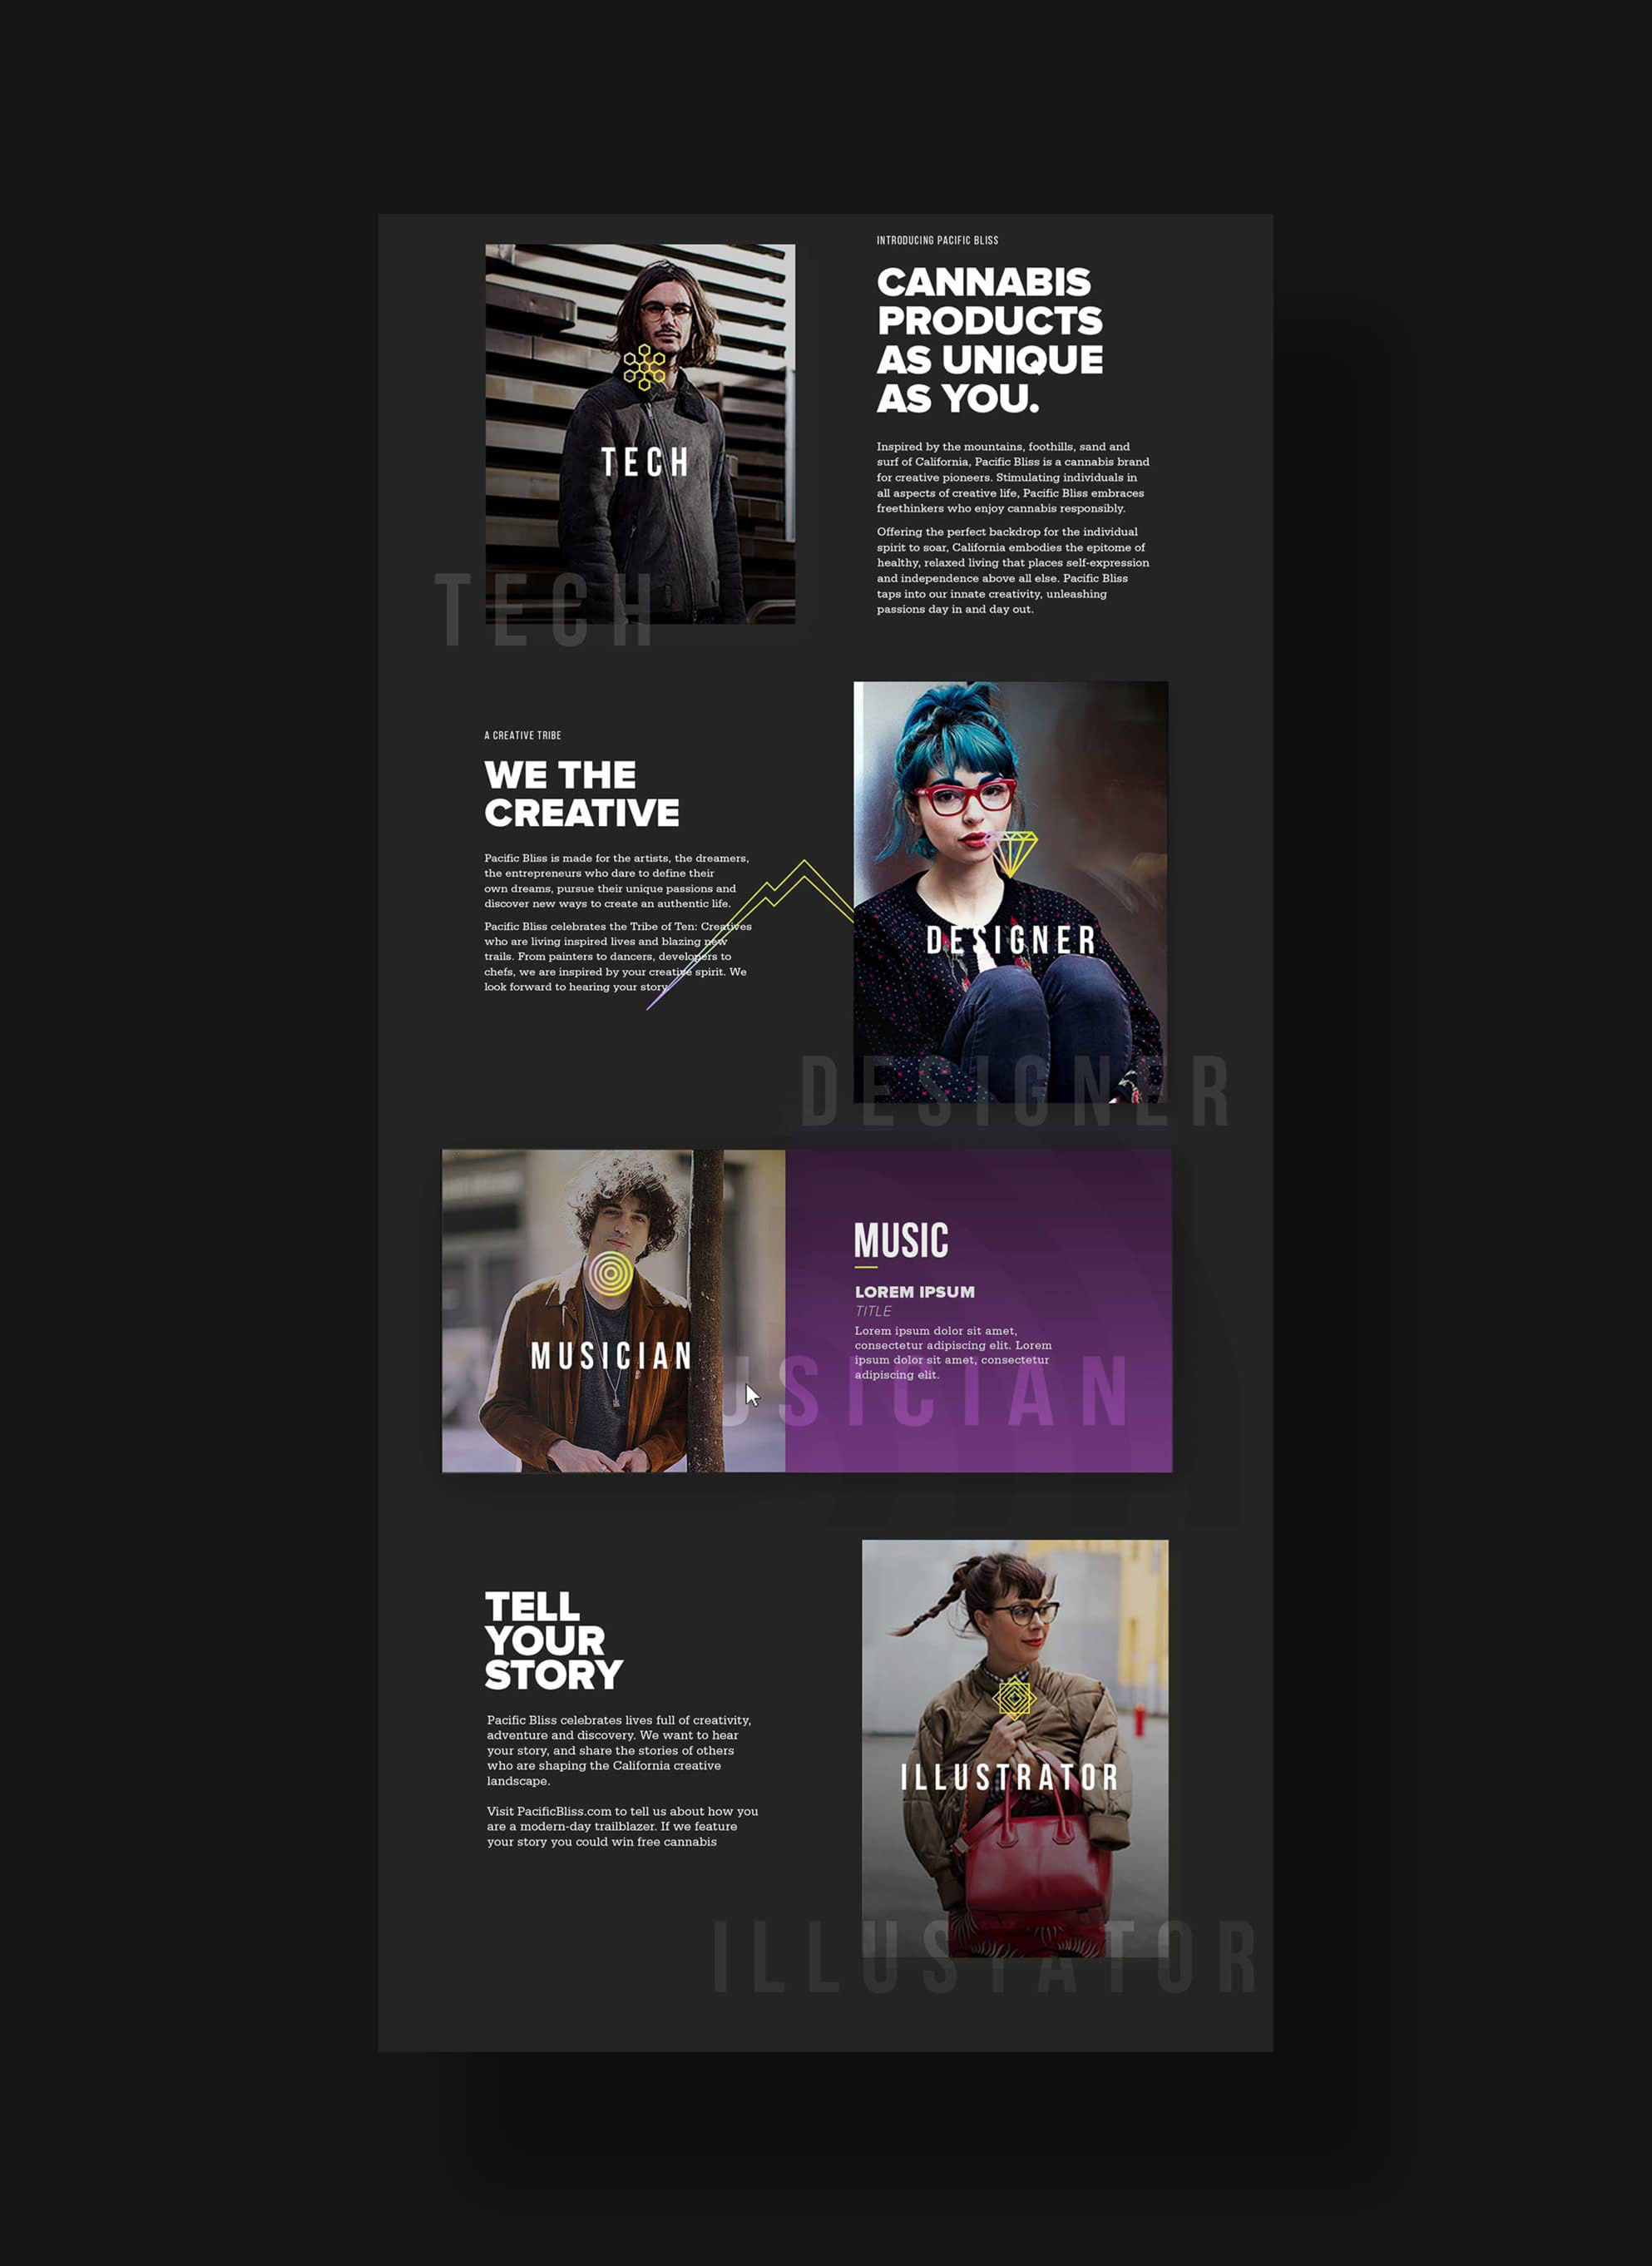 INTRODUCING PACIFIC BLISS
CANNABIS
PRODUCTS
AS UNIQUE
AS YOU.
Inspired by the mountains, foothills, sand and
surf of California, Pacific Bliss is a cannabis brand
for creative pioneers. Stimulating individuals in
all aspects of creative life, Pacific Bliss embraces
freethinkers who enjoy cannabis responsibly.
Offering the perfect backdrop for the individual
spirit to soar, California embodies the epitome of
healthy, relaxed living that places self-expression
and independence above all else. Pacific Bliss
taps into our innate creativity, unleashing
passions day in and day out.
TECH
TECH
A CREATIVE TRIBE
WE THE
CREATIVE
Pacific Bliss is made for the artists, the dreamers,
the entrepreneurs who dare to define their
own dreams, pursue their unique passions and
discover new ways to create an authentic life.
Pacific Bliss celebrates the Tribe of Ten: Creatives
who are living inspired lives and blazing new
trails. From painters to dancers, developers to
chefs, we are inspired by your creative spirit. We
look forward to hearing your story.
DESIGNER
DESIGNER
MUSICIAN
MUSIC
LOREM IPSUM
TITLE
Lorem ipsum dolor sit amet,
consectetur adipiscing elit. Lorem
ipsum dolor sit amet, consectetur
adipiscing elit.
USICIAN
TELL
YOUR
STORY
Pacific Bliss celebrates lives full of creativity,
adventure and discovery. We want to hear
your story, and share the stories of others
who are shaping the California creative
landscape.
Visit PacificBliss.com to tell us about how you
are a modern-day trailblazer. If we feature
your story you could win free cannabis
ILLUSTRATOR
ILLUSTATOR